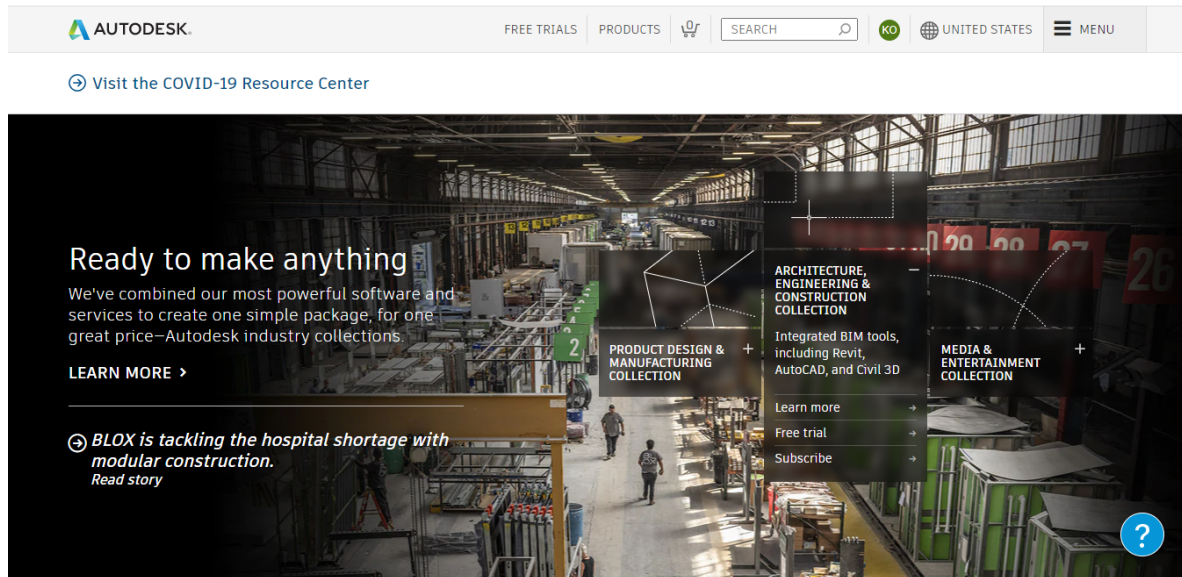 AUTODESK.
FREE TRIALS
PRODUCTS
0
SEARCH
KO
UNITED STATES
MENU
Visit the COVID-19 Resource Center
Ready to make anything
We've combined our most powerful software and
services to create one simple package, for one
great price—Autodesk industry collections.
LEARN MORE
BLOX is tackling the hospital shortage with
modular construction.
Read story
PRODUCT DESIGN &
MANUFACTURING
COLLECTION
ARCHITECTURE,
ENGINEERING &
CONSTRUCTION
COLLECTION
Integrated BIM tools,
including Revit,
AutoCAD, and Civil 3D
Learn more
Free trial
Subscribe
MEDIA &
ENTERTAINMENT
COLLECTION
29
27
26
2
?